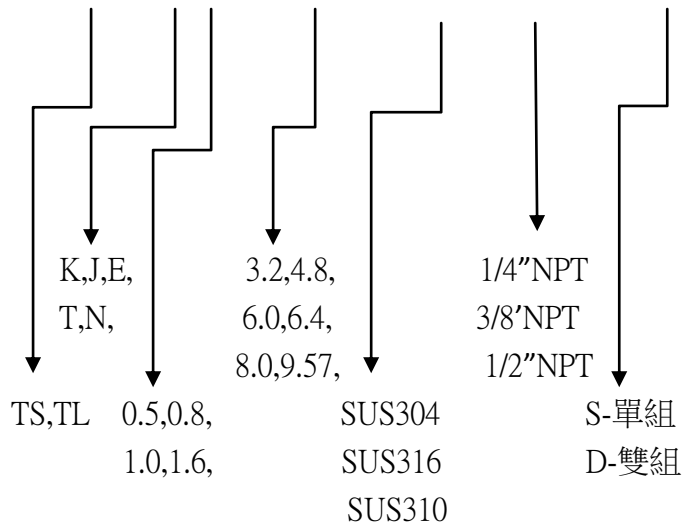 K,J,E, 3.2,4.8, 1/4”NPT
T,N, 6.0,6.4, 3/8’NPT
8.0,9.57, 1/2”NPT
TS,TL 0.5,0.8, SUS304 S-單組
1.0,1.6, SUS316 D-雙組
SUS310